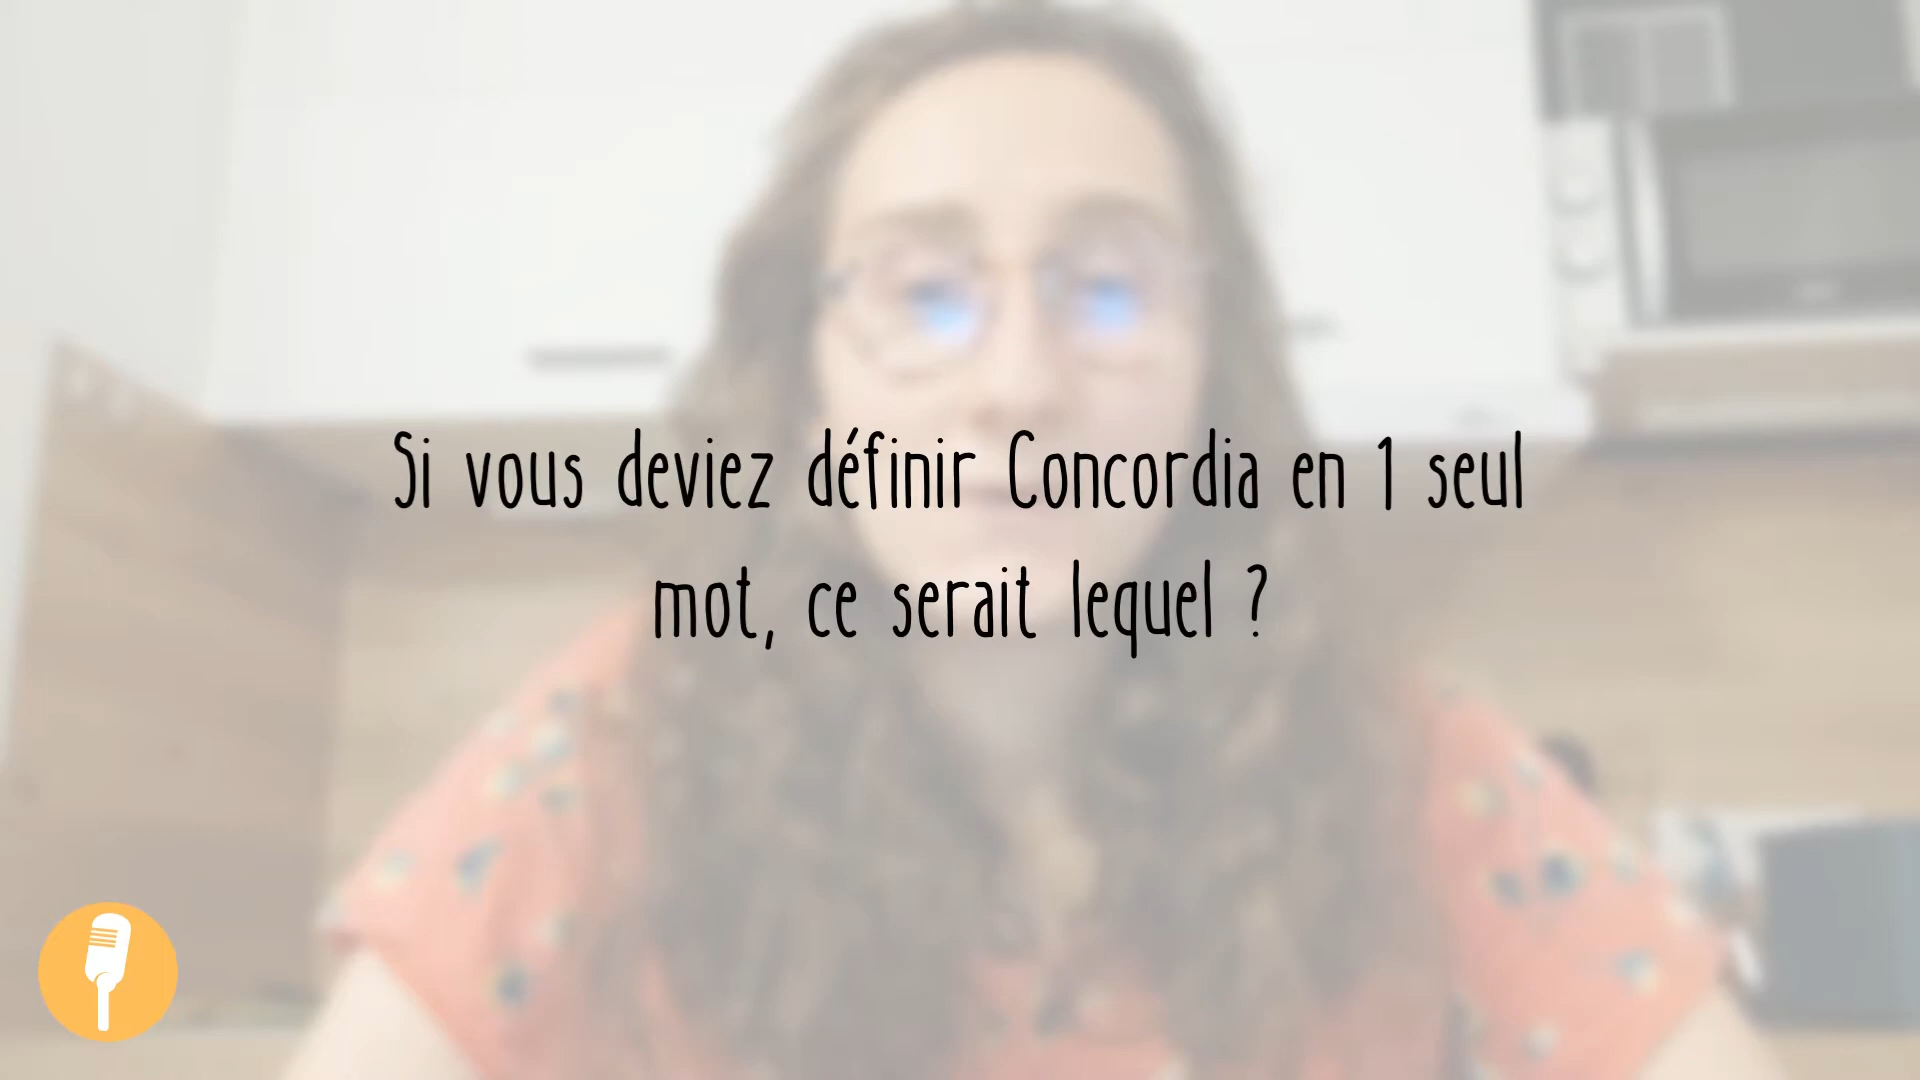 Si vous deviez définir Concordia en 1 seul
mot, ce serait lequel ?